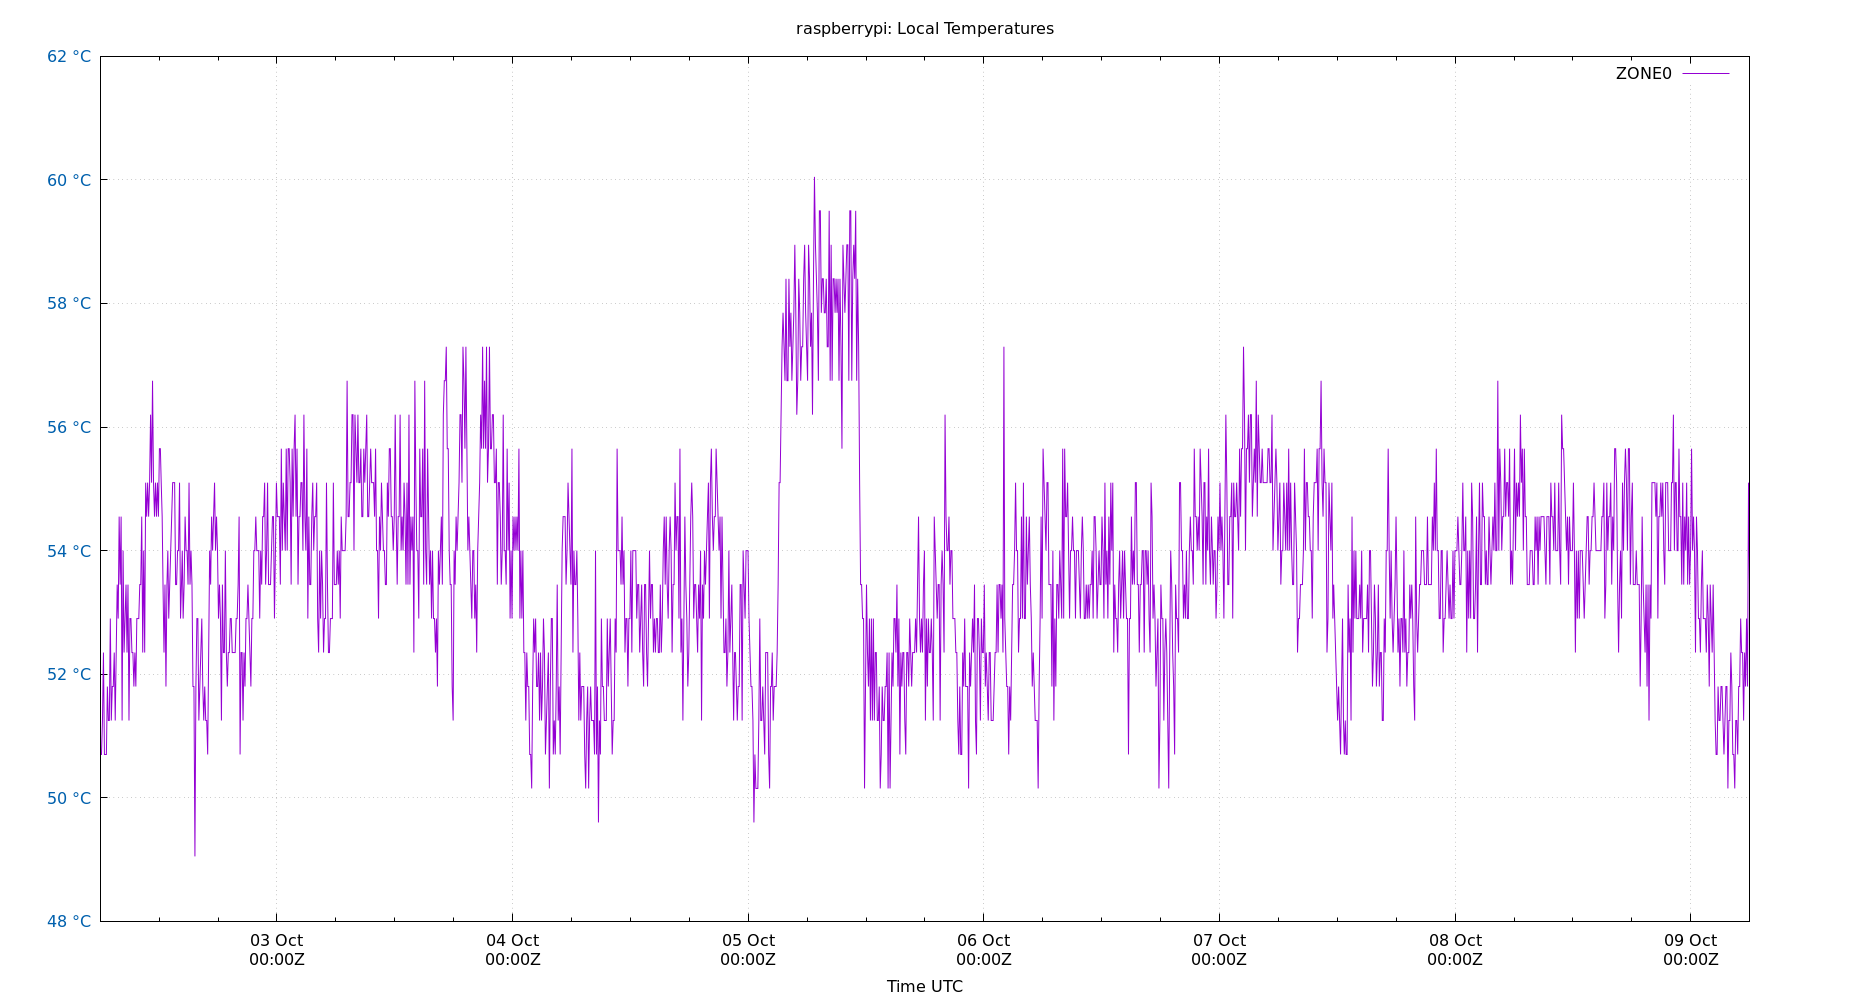 raspberrypi: Local Temperatures
62 °C
ZONE0
60 °C
58 °C
56 °C
54 °C
52 °C
50 °C
48 °C
03 Oct 04 Oct 05 Oct 06 Oct 07 Oct 08 Oct 09 Oct
00:00Z 00:00Z 00:00Z 00:00Z 00:00Z 00:00Z 00:00Z
Time UTC